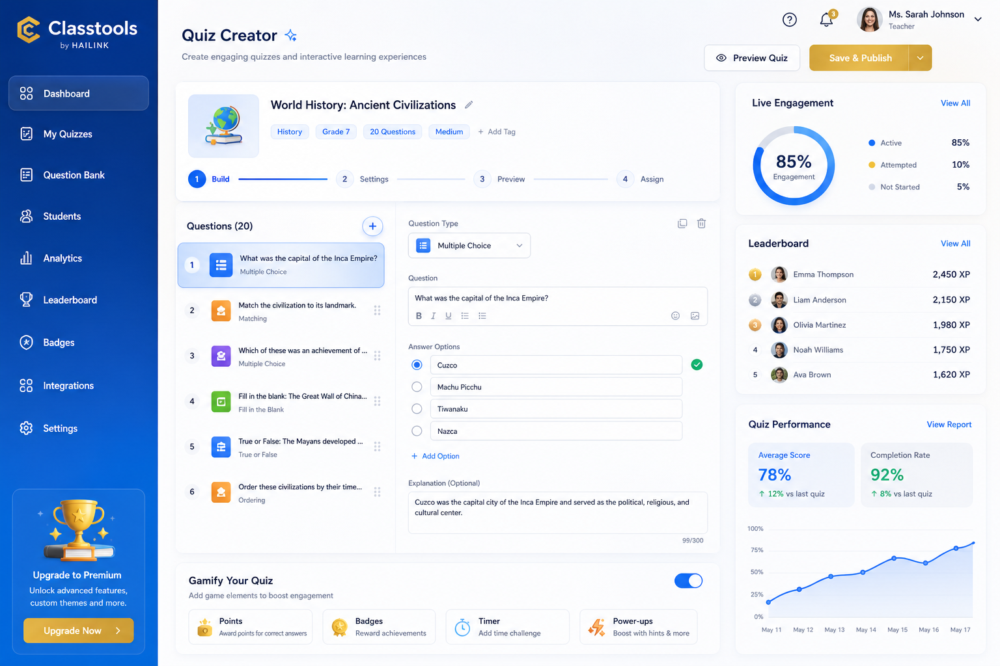 Classtools
by HAILINK
Dashboard
My Quizzes
Question Bank
Students
Analytics
Leaderboard
Badges
Integrations
Settings
Upgrade to Premium
Unlock advanced features,
custom themes and more.
Upgrade Now
Quiz Creator
Create engaging quizzes and interactive learning experiences
3
Ms. Sarah Johnson
Teacher
Preview Quiz
Save & Publish
World History: Ancient Civilizations
History
Grade 7
20 Questions
Medium
+ Add Tag
1 Build
2 Settings
3 Preview
4 Assign
Questions (20)
+
1
What was the capital of the Inca Empire?
Multiple Choice
2
Match the civilization to its landmark.
Matching
3
Which of these was an achievement of ...
Multiple Choice
4
Fill in the blank: The Great Wall of China...
Fill in the Blank
5
True or False: The Mayans developed ...
True or False
6
Order these civilizations by their time...
Ordering
Question Type
Multiple Choice
Question
What was the capital of the Inca Empire?
B I U
Answer Options
Cuzco
Machu Picchu
Tiwanaku
Nazca
+ Add Option
Explanation (Optional)
Cuzco was the capital city of the Inca Empire and served as the political, religious, and
cultural center.
99/300
Gamify Your Quiz
Add game elements to boost engagement
Points
Award points for correct answers
Badges
Reward achievements
Timer
Add time challenge
Power-ups
Boost with hints & more
Live Engagement
View All
85%
Engagement
Active 85%
Attempted 10%
Not Started 5%
Leaderboard
View All
1 Emma Thompson 2,450 XP
2 Liam Anderson 2,150 XP
3 Olivia Martinez 1,980 XP
4 Noah Williams 1,750 XP
5 Ava Brown 1,620 XP
Quiz Performance
View Report
Average Score
78%
↑ 12% vs last quiz
Completion Rate
92%
↑ 8% vs last quiz
100%
75%
50%
25%
0%
May 11 May 12 May 13 May 14 May 15 May 16 May 17